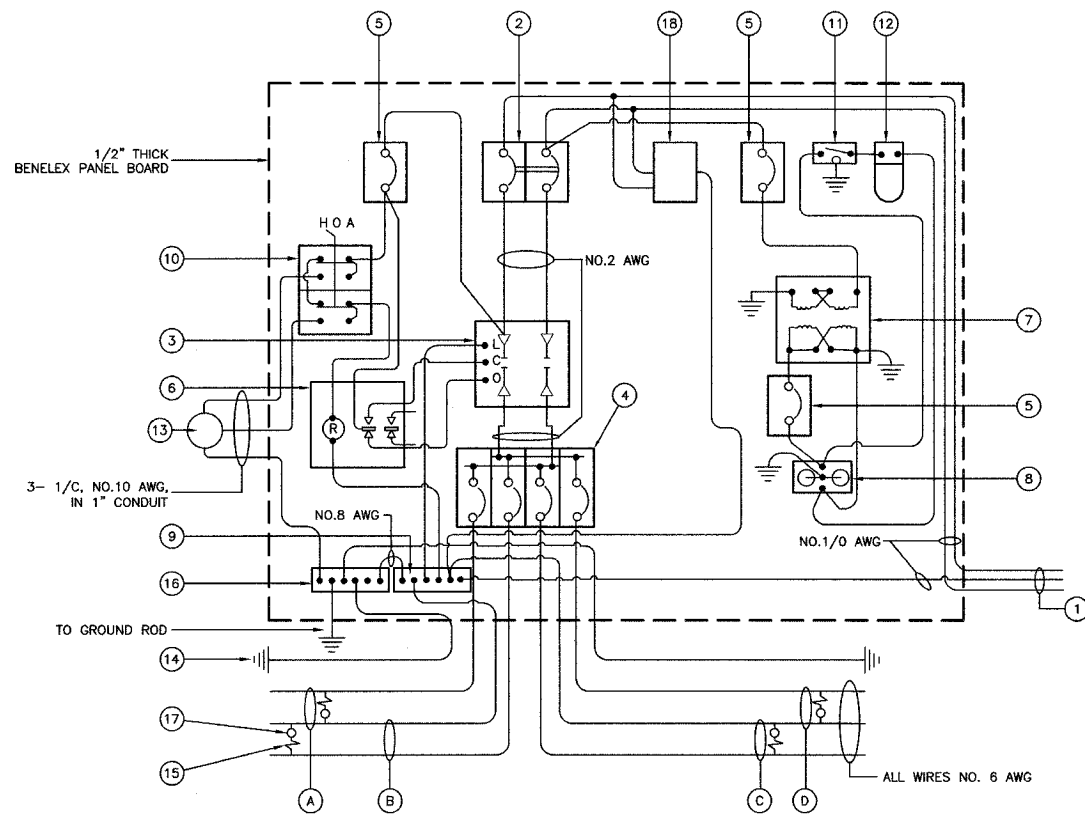 5
2
18
5
11
12
1/2" THICK
BENELEX PANEL BOARD
H O A
10
NO.2 AWG
3
L
C
O
7
6
4
R
5
13
3- 1/C, NO.10 AWG,
IN 1" CONDUIT
8
NO.8 AWG
9
NO.1/0 AWG
16
1
TO GROUND ROD
14
17
15
ALL WIRES NO. 6 AWG
A
B
C
D